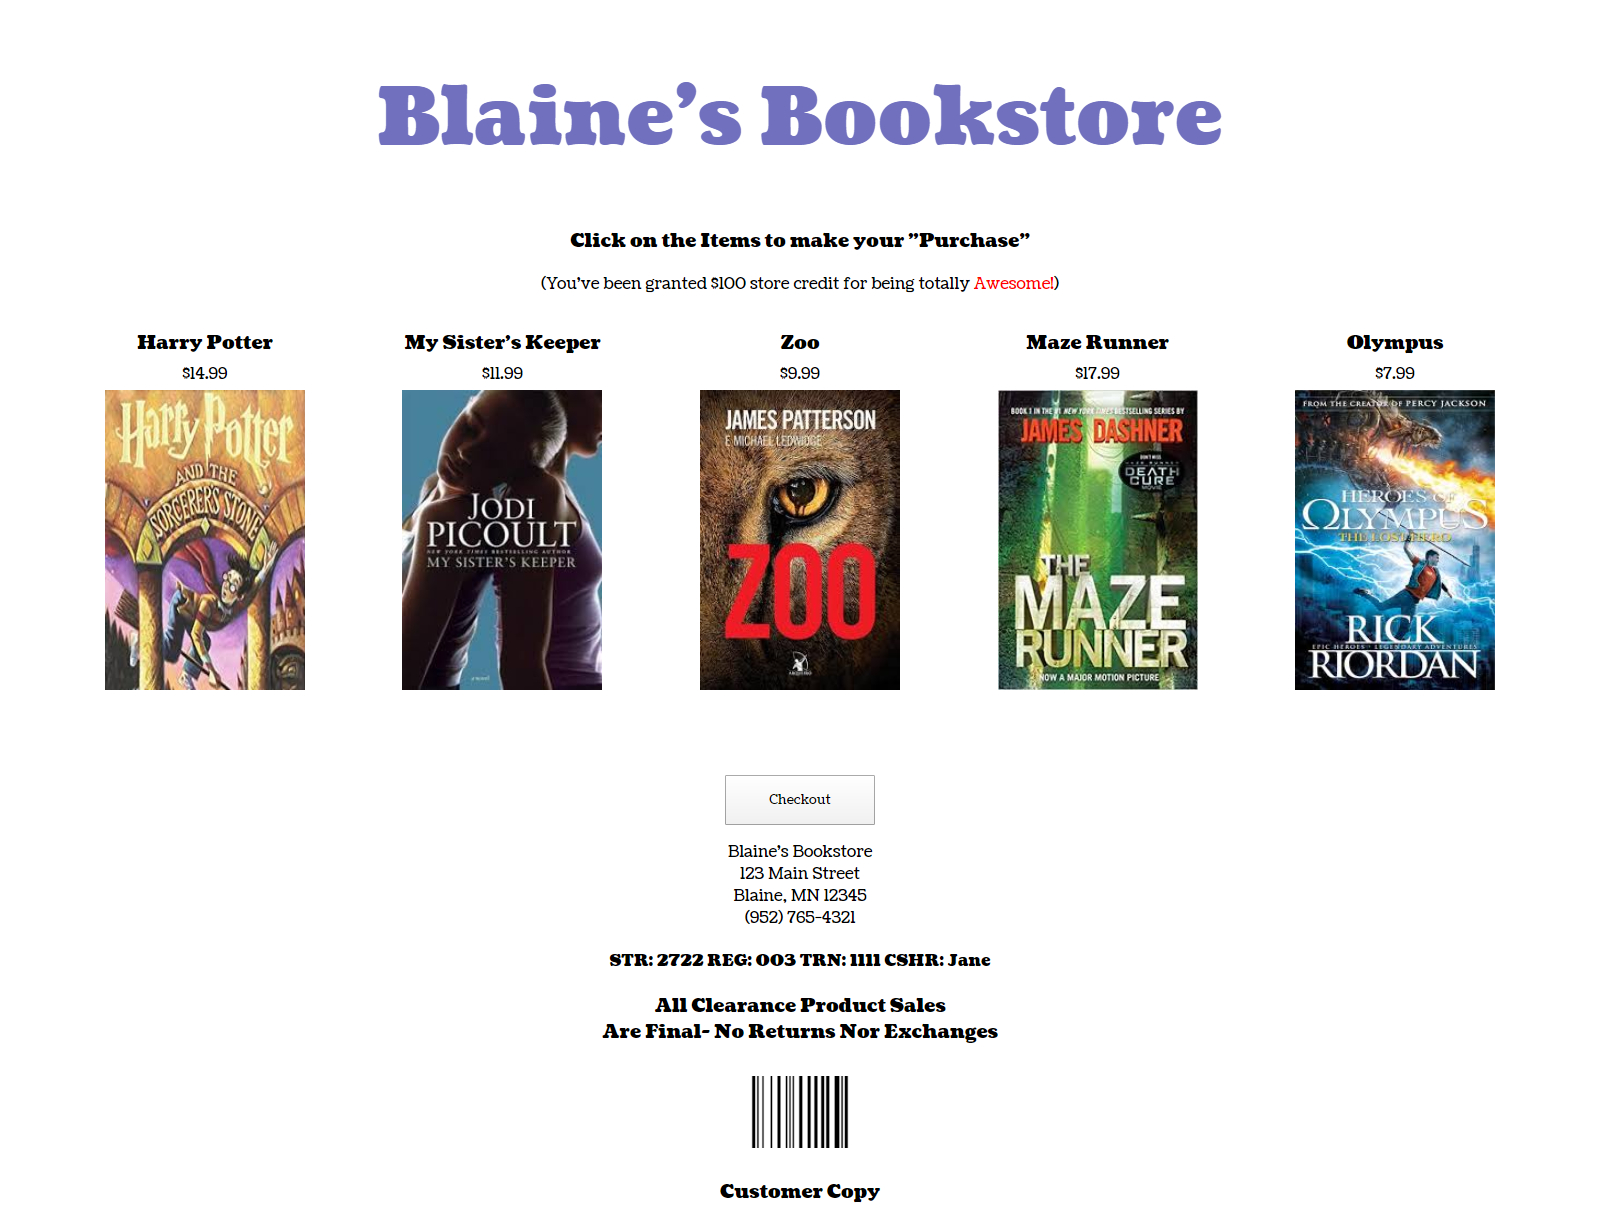 Blaine's Bookstore
Click on the Items to make your "Purchase"
(You've been granted $100 store credit for being totally Awesome!)
Harry Potter
$14.99
Harry Potter
AND THE
SORCERER'S STONE
My Sister's Keeper
$11.99
JODI
PICOULT
NEW YORK TIMES BESTSELLING AUTHOR
MY SISTER'S KEEPER
a novel
Zoo
$9.99
JAMES PATTERSON
E MICHAEL LEDWIDGE
ZOO
ARQUEIRO
Maze Runner
$17.99
BOOK 1 IN THE #1 NEW YORK TIMES BESTSELLING SERIES BY
JAMES DASHNER
DON'T MISS
MAZE RUNNER
DEATH
CURE
MOVIE
THE
MAZE
RUNNER
NOW A MAJOR MOTION PICTURE
Olympus
$7.99
FROM THE CREATOR OF PERCY JACKSON
HEROES OF
OLYMPUS
THE LOST HERO
RICK
EPIC HEROES · LEGENDARY ADVENTURES
RIORDAN
Checkout
Blaine's Bookstore
123 Main Street
Blaine, MN 12345
(952) 765-4321
STR: 2722 REG: 003 TRN: 1111 CSHR: Jane
All Clearance Product Sales
Are Final- No Returns Nor Exchanges
Customer Copy